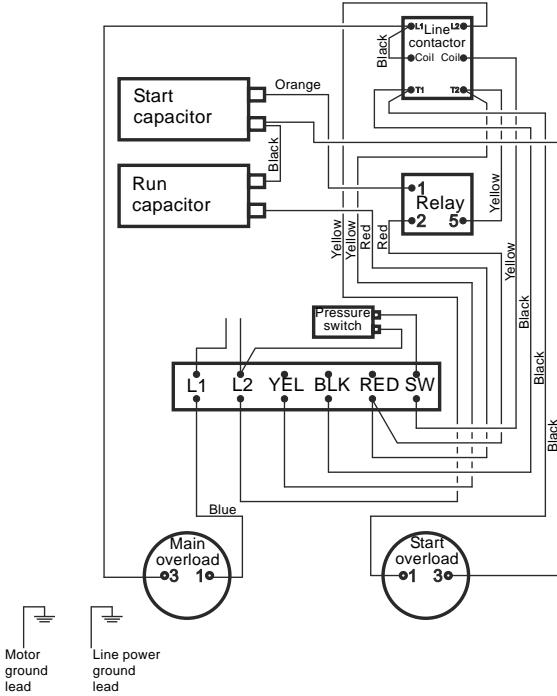 L1 L2
Line
contactor
Coil Coil
T1 T2
Black
Orange
Start
capacitor
Black
Run
capacitor
1
Relay
2 5
Yellow
Yellow
Yellow
Red
Red
Yellow
Black
Black
Black
Pressure
switch
L1 L2 YEL BLK RED SW
Blue
Main
overload
3 1
Start
overload
1 3
Motor
ground
lead
Line power
ground
lead